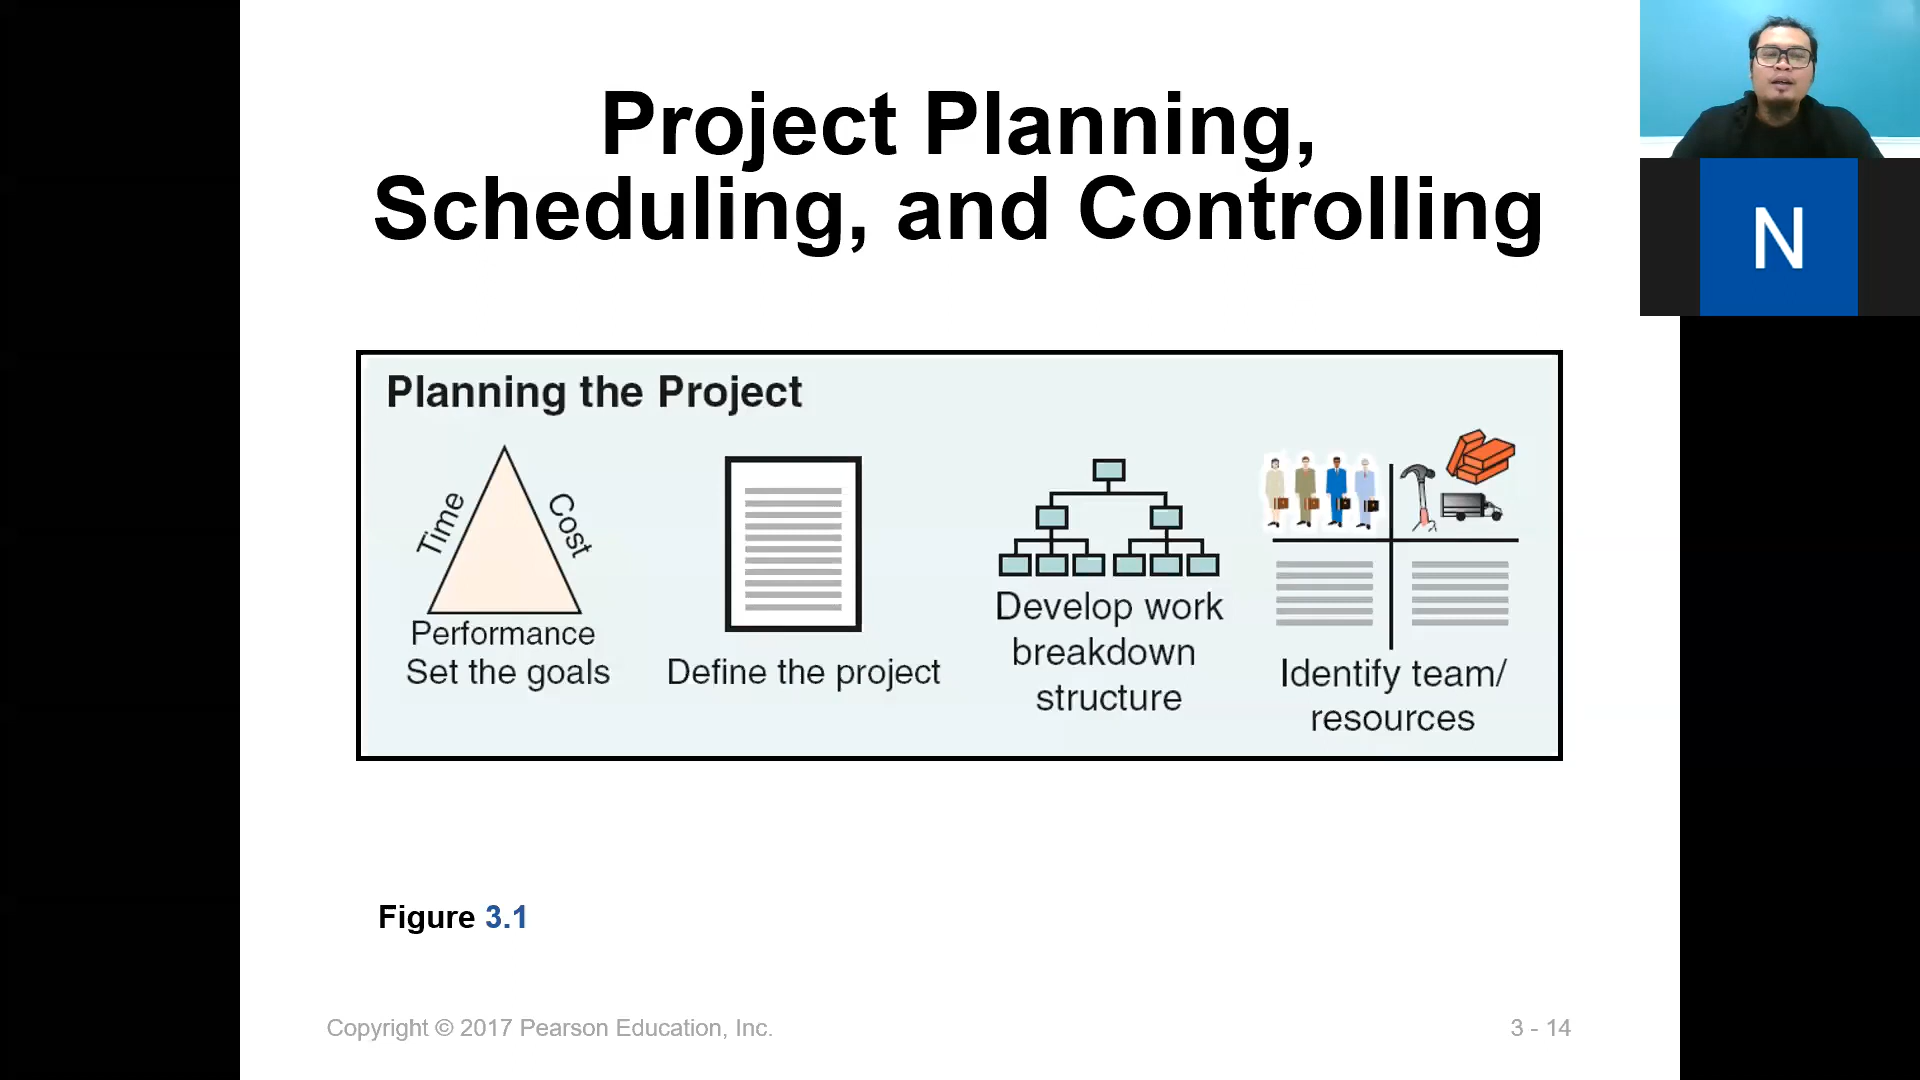 Project Planning,
Scheduling, and Controlling
N
Planning the Project
Time
Cost
Performance
Set the goals
Define the project
Develop work
breakdown
structure
Identify team/
resources
Figure 3.1
Copyright © 2017 Pearson Education, Inc.
3 - 14